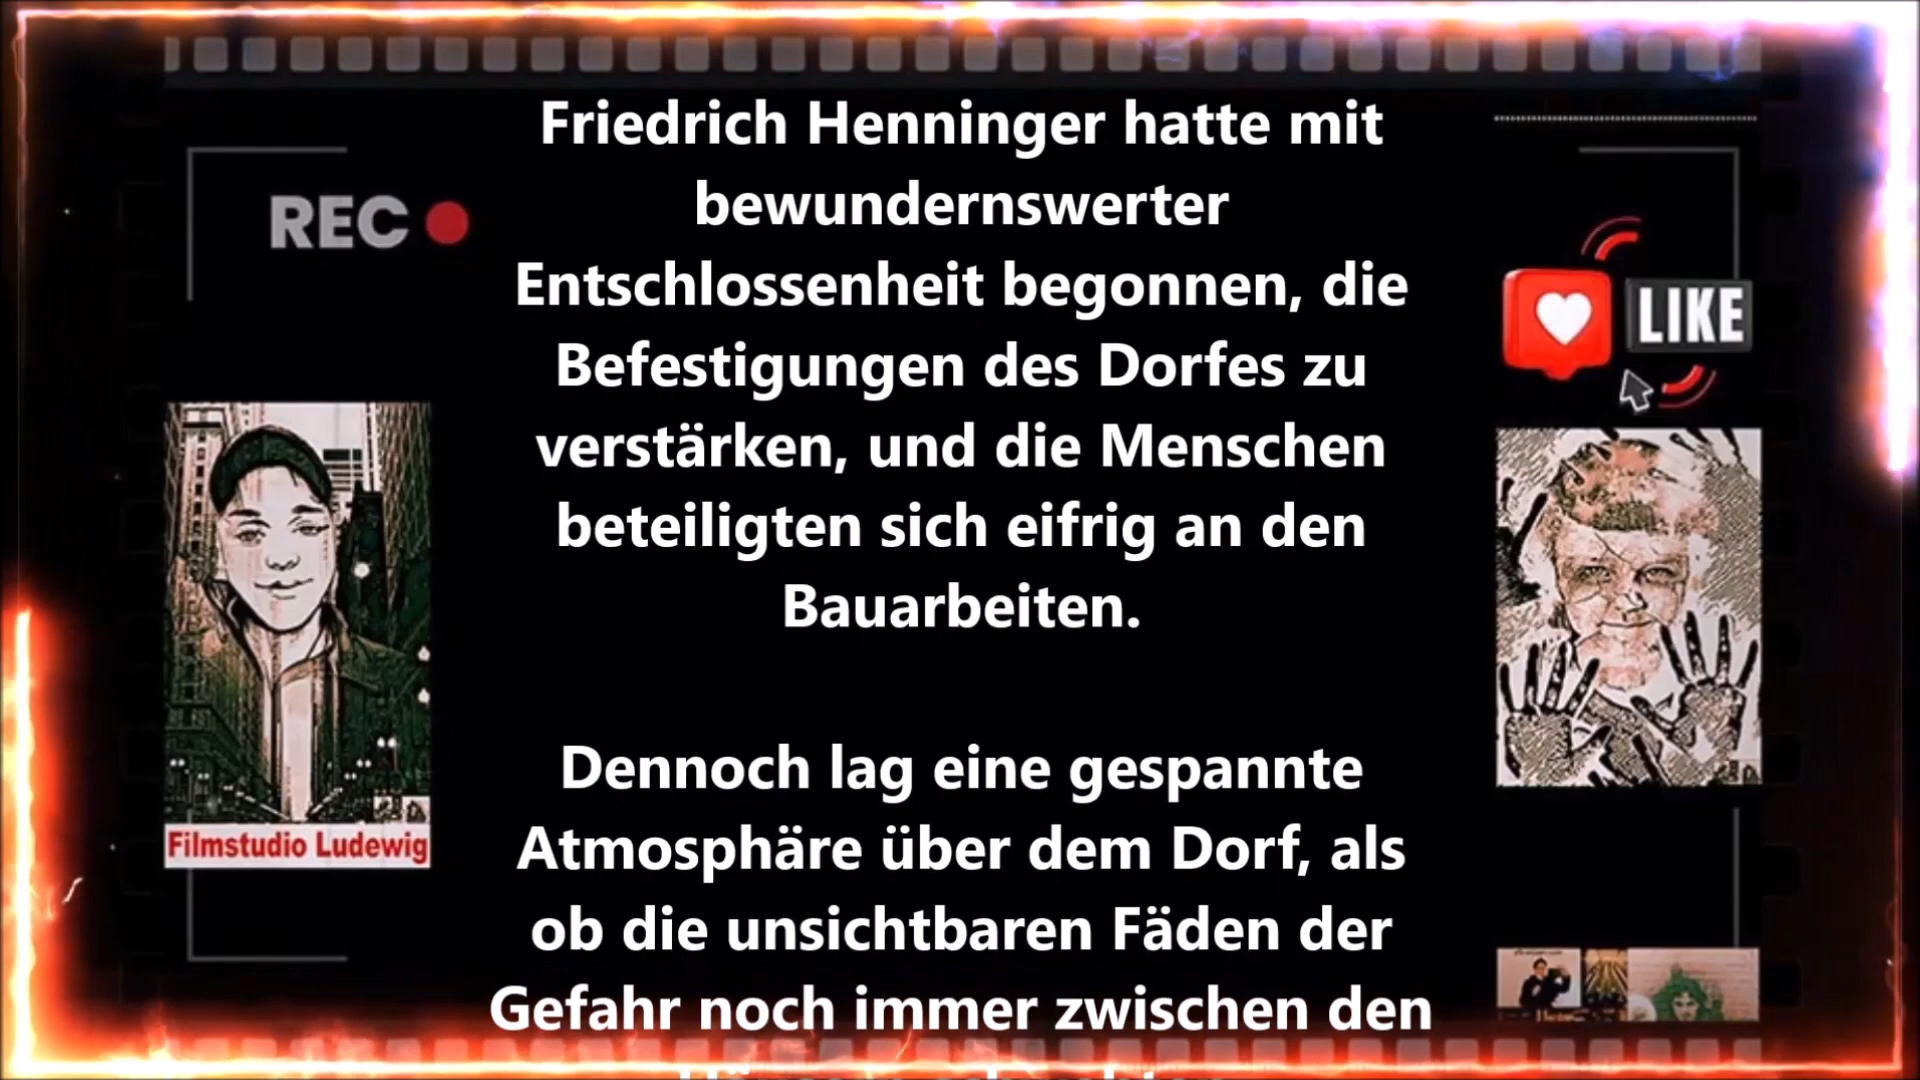 Friedrich Henninger hatte mit
bewundernswerter
Entschlossenheit begonnen, die
Befestigungen des Dorfes zu
verstärken, und die Menschen
beteiligten sich eifrig an den
Bauarbeiten.
Dennoch lag eine gespannte
Atmosphäre über dem Dorf, als
ob die unsichtbaren Fäden der
Gefahr noch immer zwischen den
REC
Filmstudio Ludewig
LIKE